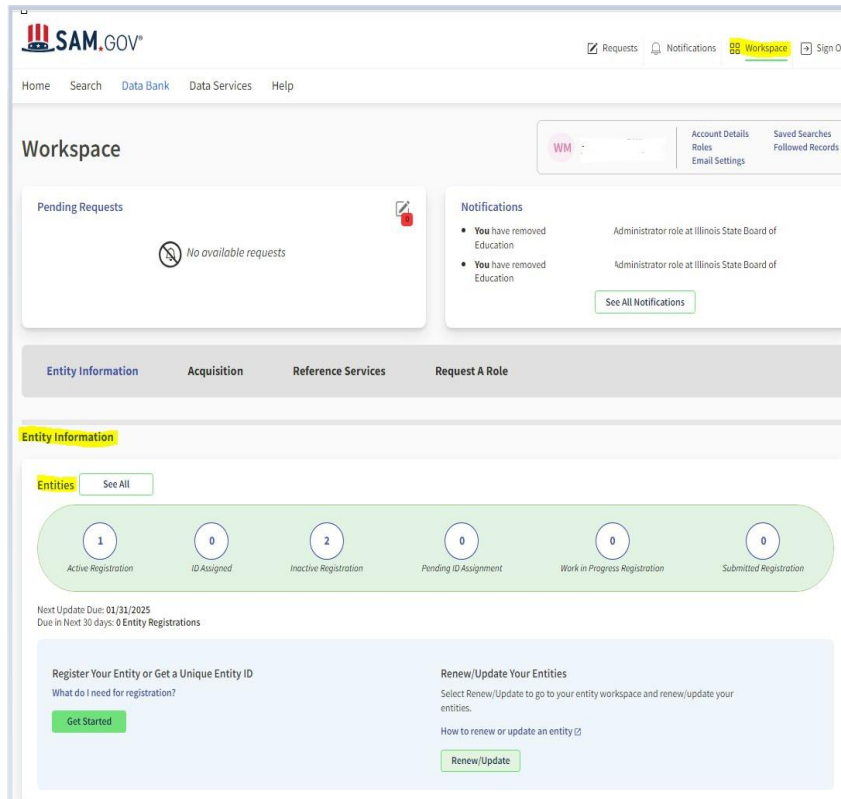 SAM.GOV®
Requests Notifications Workspace Sign O
Home Search Data Bank Data Services Help
Workspace
WM
Account Details Saved Searches
Roles Followed Records
Email Settings
Pending Requests
0
No available requests
Notifications
You have removed Administrator role at Illinois State Board of
Education
You have removed Administrator role at Illinois State Board of
Education
See All Notifications
Entity Information Acquisition Reference Services Request A Role
Entity Information
Entities See All
1 0 2 0 0 0
Active Registration ID Assigned Inactive Registration Pending ID Assignment Work in Progress Registration Submitted Registration
Next Update Due: 01/31/2025
Due in Next 30 days: 0 Entity Registrations
Register Your Entity or Get a Unique Entity ID
What do I need for registration?
Get Started
Renew/Update Your Entities
Select Renew/Update to go to your entity workspace and renew/update your
entities.
How to renew or update an entity
Renew/Update